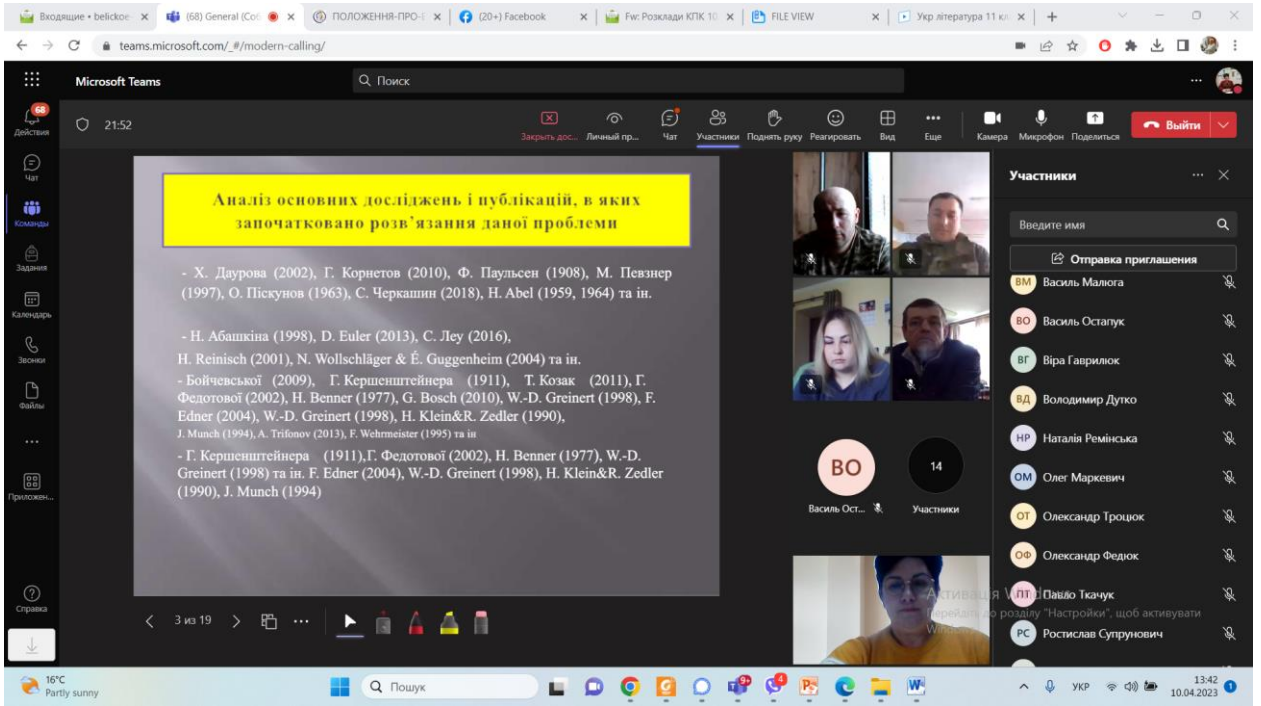 Входящие • belickoe
(68) General (Co
ПОЛОЖЕННЯ-ПРО-
(20+) Facebook
Fw: Розклади КПК 10
FILE VIEW
Укр література 11 кл
teams.microsoft.com/_#/modern-calling/
Microsoft Teams
Поиск
68
Действия
Чат
Команды
Задания
Календарь
Звонки
Файлы
Приложен...
Справка
21:52
Закрыть дос...
Личный пр...
Чат
Участники
Поднять руку
Реагировать
Вид
Еще
Камера
Микрофон
Поделиться
Выйти
Аналіз основних досліджень і публікацій, в яких
започатковано розв’язання даної проблеми
- Х. Даурова (2002), Г. Корнетов (2010), Ф. Паульсен (1908), М. Певзнер
(1997), О. Піскунов (1963), С. Черкашин (2018), H. Abel (1959, 1964) та ін.
- Н. Абашкіна (1998), D. Euler (2013), С. Леу (2016),
H. Reinisch (2001), N. Wollschläger & É. Guggenheim (2004) та ін.
- Бойчевської (2009), Г. Кершенштейнера (1911), Т. Козак (2011), Г.
Федотової (2002), H. Benner (1977), G. Bosch (2010), W.-D. Greinert (1998), F.
Edner (2004), W.-D. Greinert (1998), H. Klein&R. Zedler (1990),
J. Munch (1994), A. Trifonov (2013), F. Wehrmeister (1995) та ін
- Г. Кершенштейнера (1911),Г. Федотової (2002), H. Benner (1977), W.-D.
Greinert (1998) та ін. F. Edner (2004), W.-D. Greinert (1998), H. Klein&R. Zedler
(1990), J. Munch (1994)
3 из 19
ВО
Василь Ост...
14
Участники
Участники
Введите имя
Отправка приглашения
ВМ Василь Малюга
ВО Василь Остапук
ВГ Віра Гаврилюк
ВД Володимир Дутко
НР Наталія Ремінська
ОМ Олег Маркевич
ОТ Олександр Троцюк
ОФ Олександр Федюк
ПТ Павло Ткачук
РС Ростислав Супрунович
Активація Windows
Перейдіть до розділу "Настройки", щоб активувати
Windows.
16°C
Partly sunny
Пошук
9+
4
УКР
13:42
10.04.2023
1